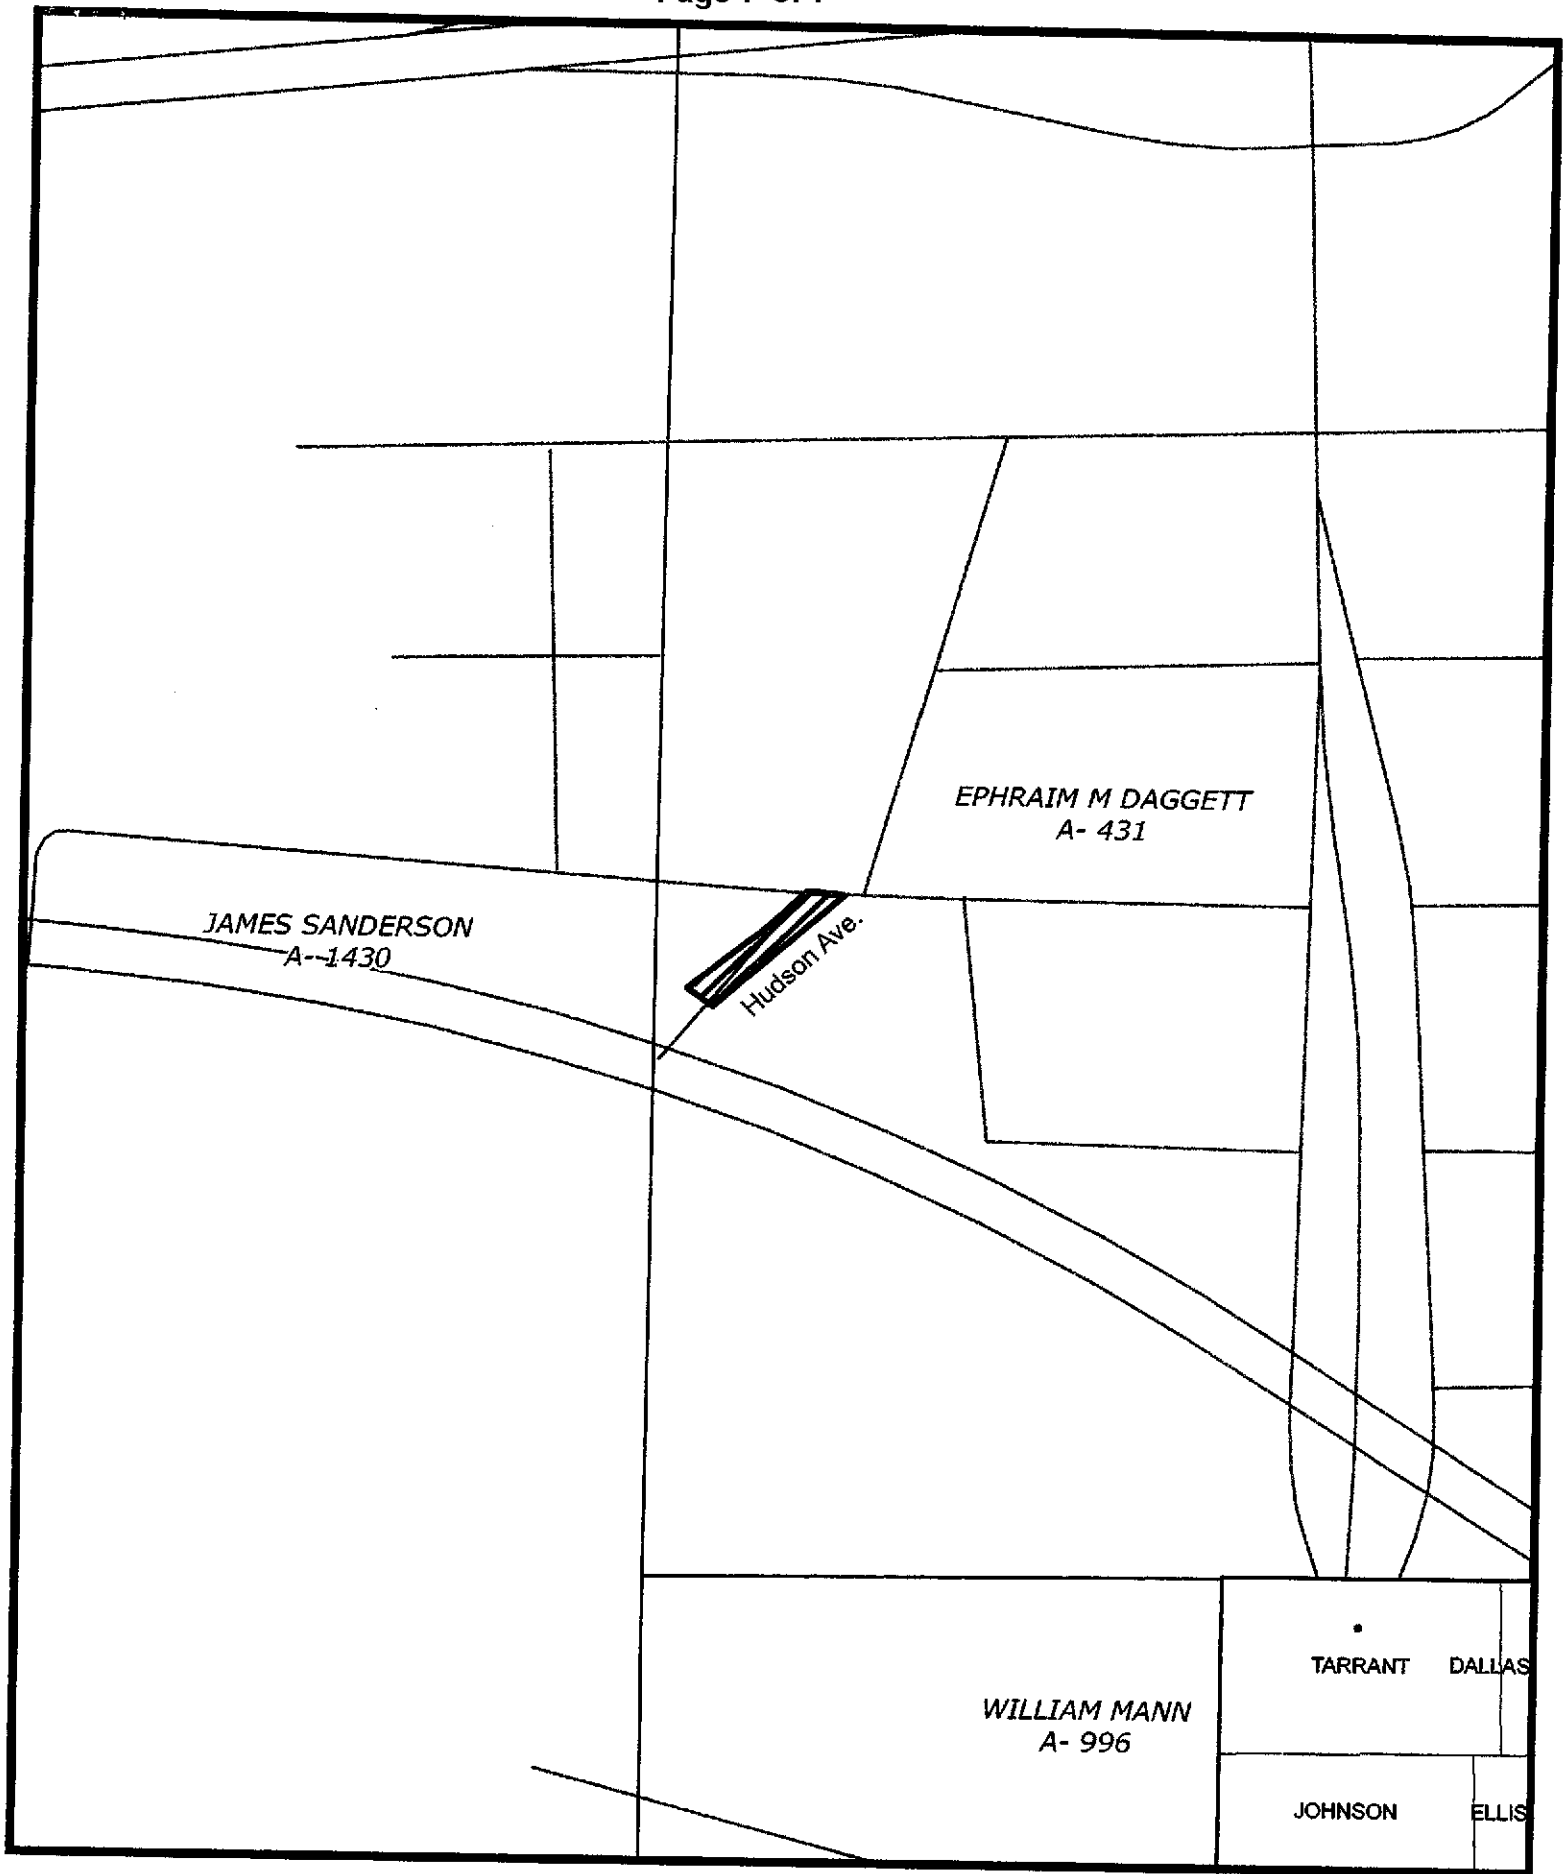 EPHRAIM M DAGGETT
A- 431
JAMES SANDERSON
A--1430
Hudson Ave.
TARRANT DALLAS
WILLIAM MANN
A- 996
JOHNSON ELLIS